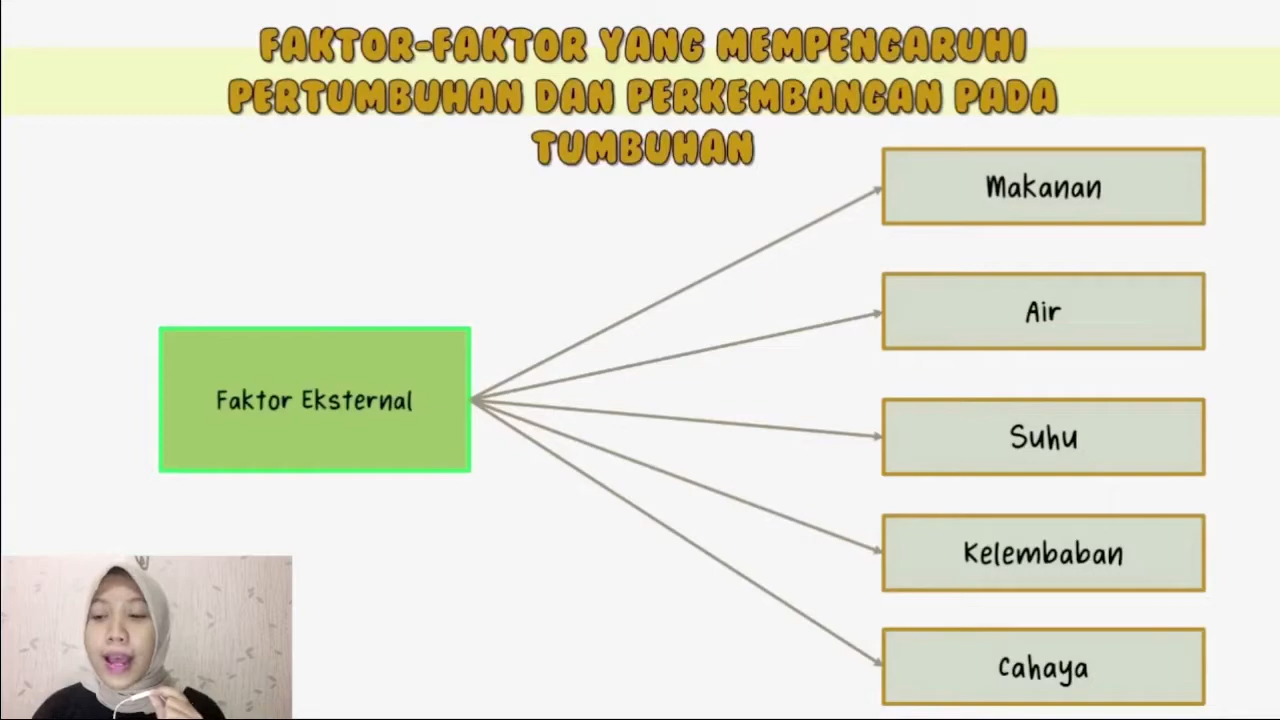 FAKTOR-FAKTOR YANG MEMPENGARUHI
PERTUMBUHAN DAN PERKEMBANGAN PADA
TUMBUHAN
Makanan
Air
Faktor Eksternal
Suhu
Kelembaban
Cahaya